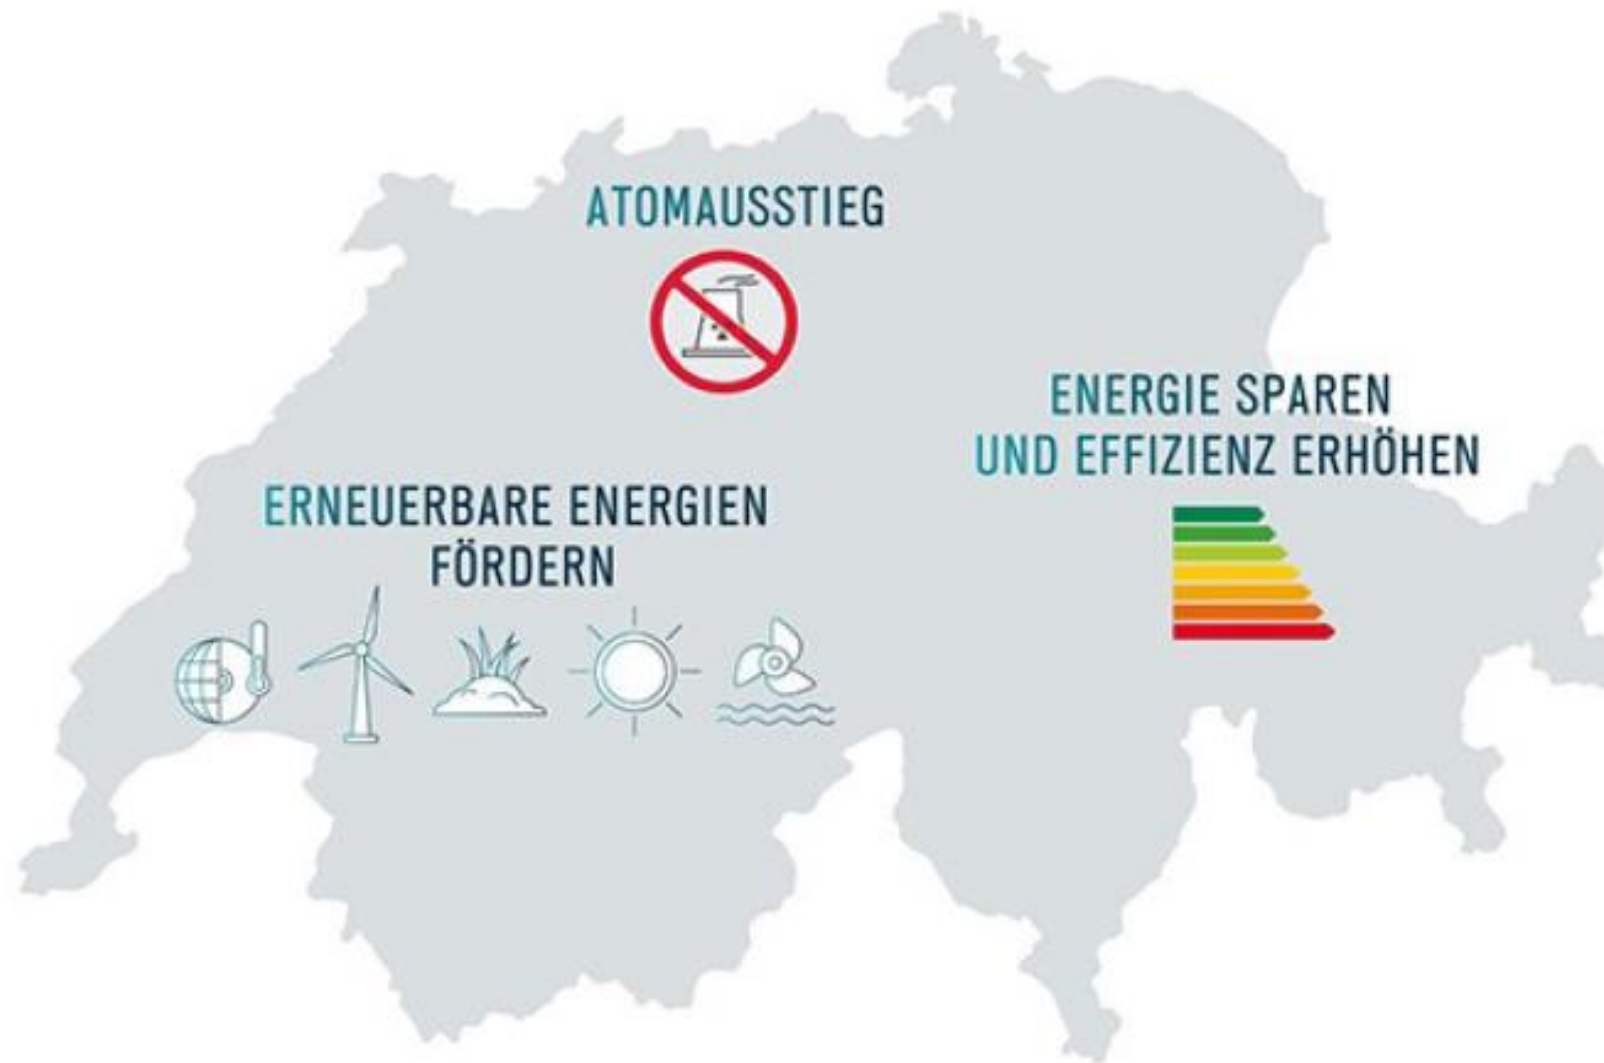 ATOMAUSSTIEG
ENERGIE SPAREN
UND EFFIZIENZ ERHÖHEN
ERNEUERBARE ENERGIEN
FÖRDERN